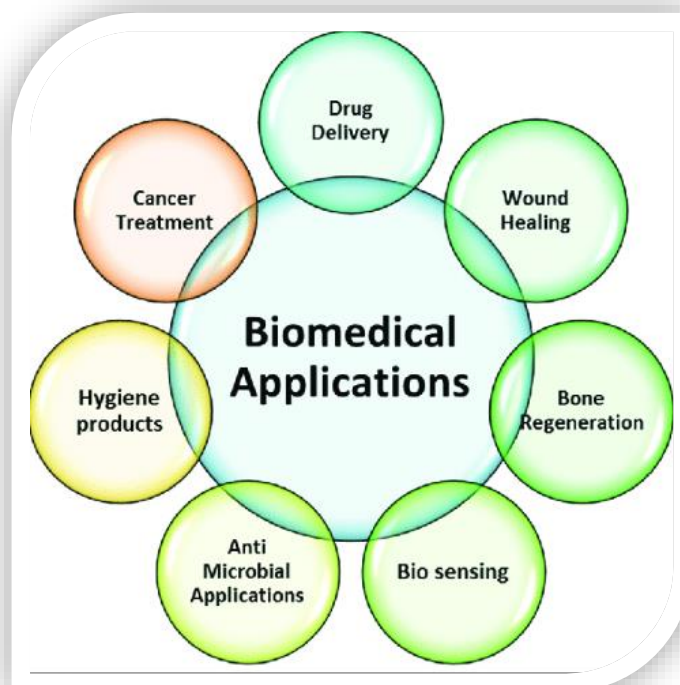 Drug
Delivery
Wound
Healing
Bone
Regeneration
Bio sensing
Anti
Microbial
Applications
Hygiene
products
Cancer
Treatment
Biomedical
Applications